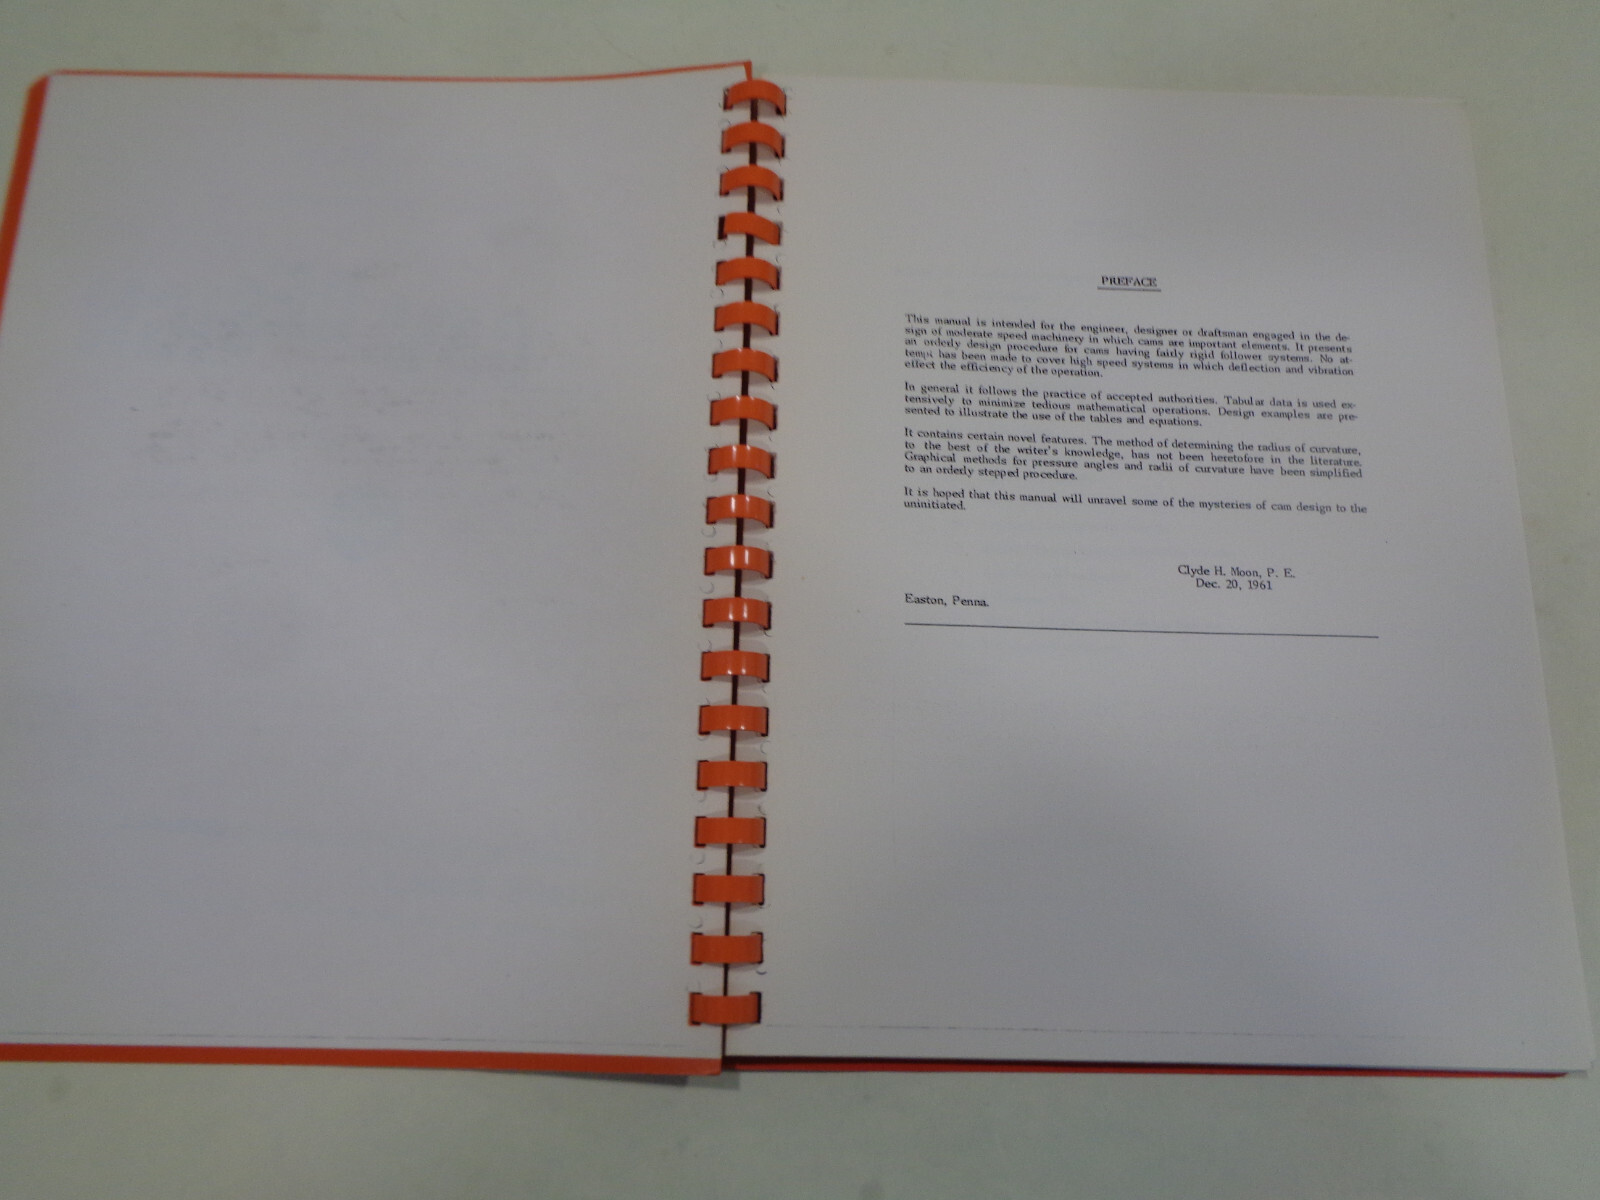 PREFACE
This manual is intended for the engineer, designer or draftsman engaged in the de-
sign of moderate speed machinery in which cams are important elements. It presents
an orderly design procedure for cams having fairly rigid follower systems. No at-
tempt has been made to cover high speed systems in which deflection and vibration
effect the efficiency of the operation.
In general it follows the practice of accepted authorities. Tabular data is used ex-
tensively to minimize tedious mathematical operations. Design examples are pre-
sented to illustrate the use of the tables and equations.
It contains certain novel features. The method of determining the radius of curvature,
to the best of the writer's knowledge, has not been heretofore in the literature.
Graphical methods for pressure angles and radii of curvature have been simplified
to an orderly stepped procedure.
It is hoped that this manual will unravel some of the mysteries of cam design to the
uninitiated.
Clyde H. Moon, P. E.
Dec. 20, 1961
Easton, Penna.